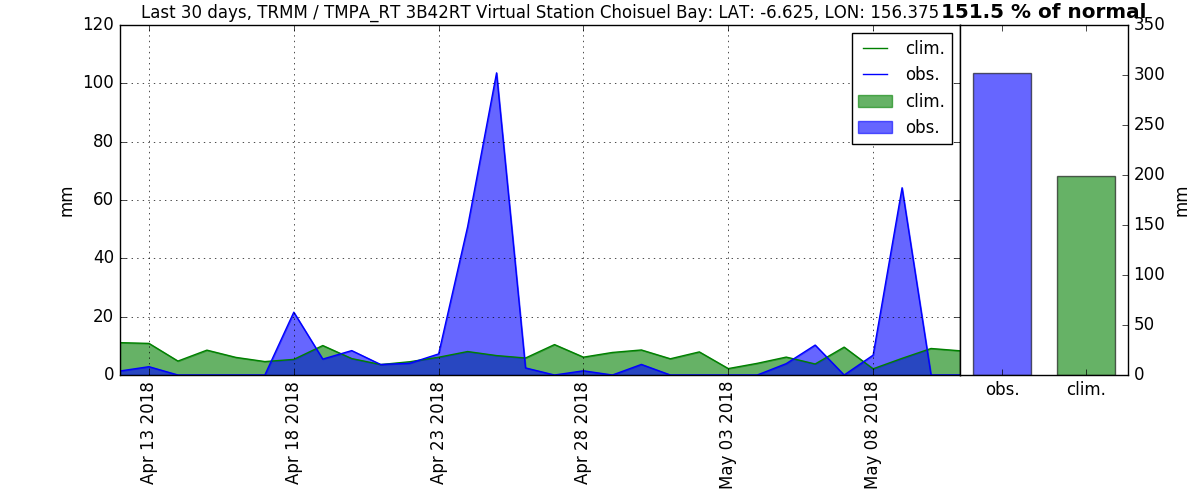 Last 30 days, TRMM / TMPA_RT 3B42RT Virtual Station Choisuel Bay: LAT: -6.625, LON: 156.375
151.5 % of normal
120
100
80
60
40
20
0
mm
clim.
obs.
clim.
obs.
Apr 13 2018
Apr 18 2018
Apr 23 2018
Apr 28 2018
May 03 2018
May 08 2018
350
300
250
200
150
100
50
0
mm
obs.
clim.